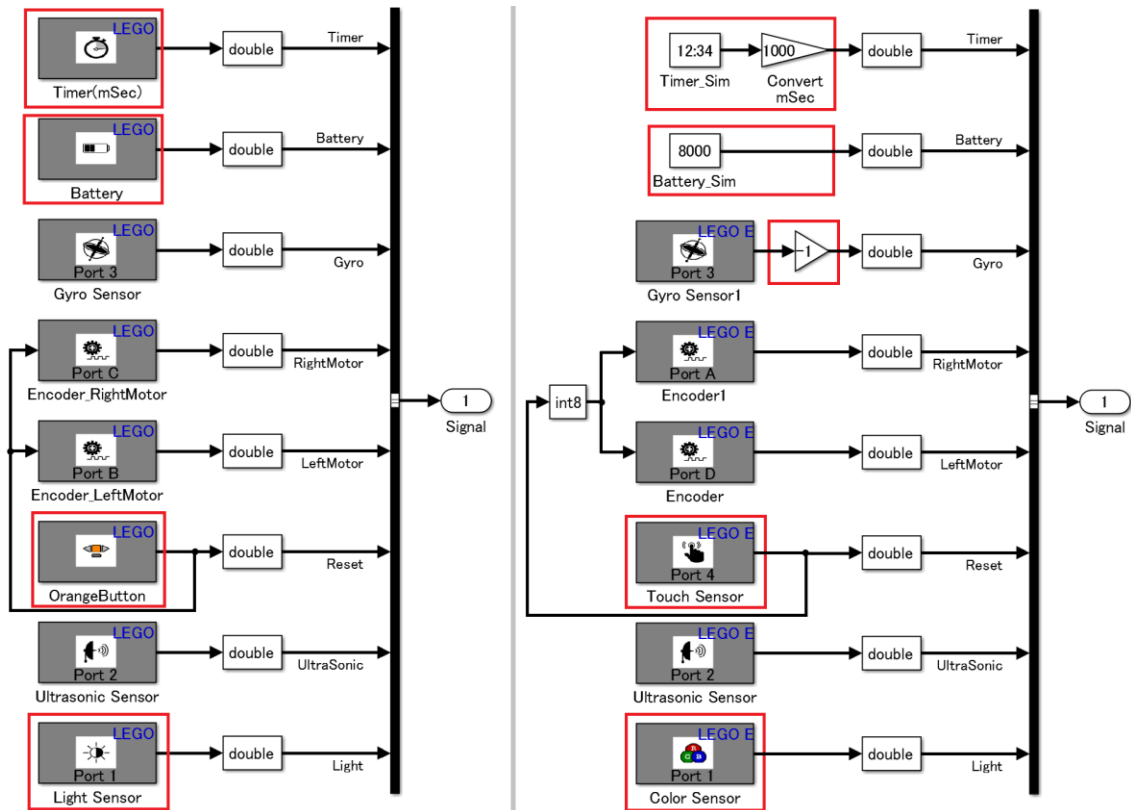 LEGO
double
Timer
Timer(mSec)
LEGO
double
Battery
Battery
LEGO
Port 3
double
Gyro
Gyro Sensor
LEGO
Port C
double
RightMotor
Encoder_RightMotor
1
Signal
LEGO
Port B
double
LeftMotor
Encoder_LeftMotor
LEGO
double
Reset
OrangeButton
LEGO
Port 2
double
UltraSonic
Ultrasonic Sensor
LEGO
Port 1
double
Light
Light Sensor
12:34
1000
double
Timer
Timer_Sim
Convert
mSec
8000
double
Battery
Battery_Sim
LEGO E
Port 3
-1
double
Gyro
Gyro Sensor1
LEGO E
Port A
double
RightMotor
Encoder1
int8
1
Signal
LEGO E
Port D
double
LeftMotor
Encoder
LEGO E
Port 4
double
Reset
Touch Sensor
LEGO E
Port 2
double
UltraSonic
Ultrasonic Sensor
LEGO E
R
G
B
Port 1
double
Light
Color Sensor